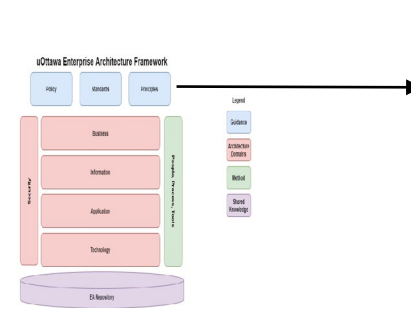 uOttawa Enterprise Architecture Framework
Policy
Standards
Principles
Legend
Guidance
Architecture
Domains
Method
Shared
Knowledge
Security
Business
Information
Application
Technology
People, Process, Tools
EA Repository